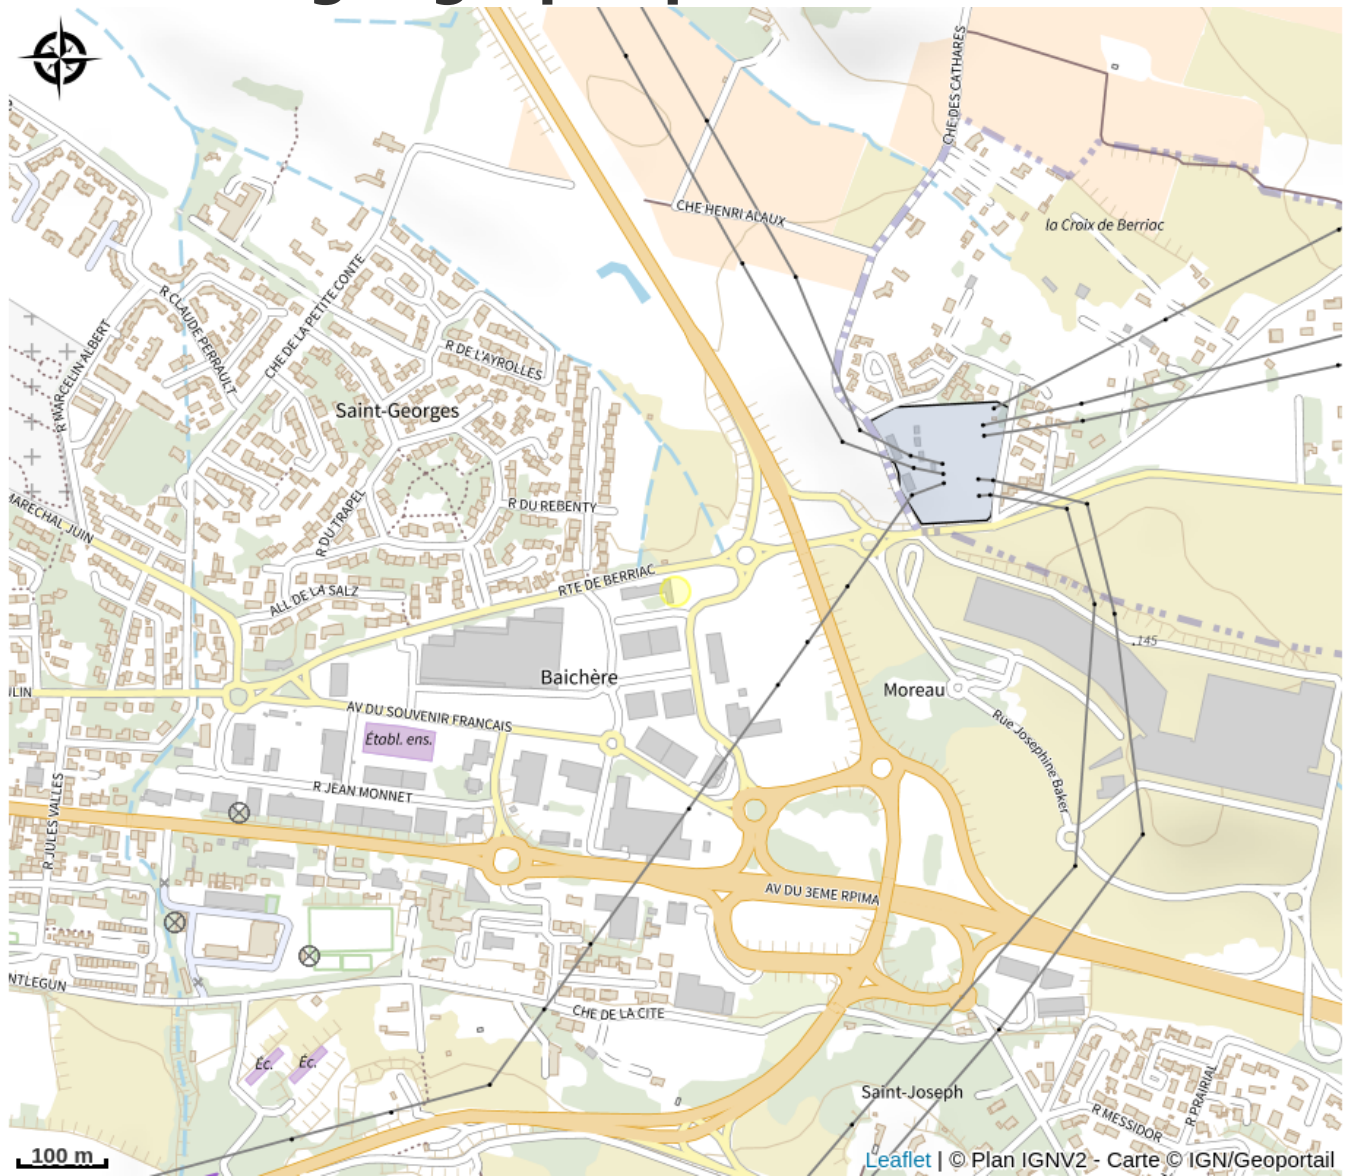 CHE DES CATHARES
CHE HENRI ALAUX
la Croix de Berriac
CHE DE LA PETITE CONTE
R CLAUDE PERRAULT
R MARCELIN ALBERT
R DE L'AYROLLES
Saint-Georges
MARECHAL JUIN
R DU TRAPEL
R DU REBENTY
ALL DE LA SALZ
RTE DE BERRIAC
145
Baichère
Moreau
AV DU SOUVENIR FRANCAIS
Établ. ens.
Rue Josephine Baker
R JEAN MONNET
R JULES VALLES
AV DU 3EME RPIMA
NTLEGUN
CHE DE LA CITE
Éc.
Éc.
Saint-Joseph
R PRAIRIAL
R MESSIDOR
100 m
Leaflet | © Plan IGNV2 - Carte © IGN/Geoportail